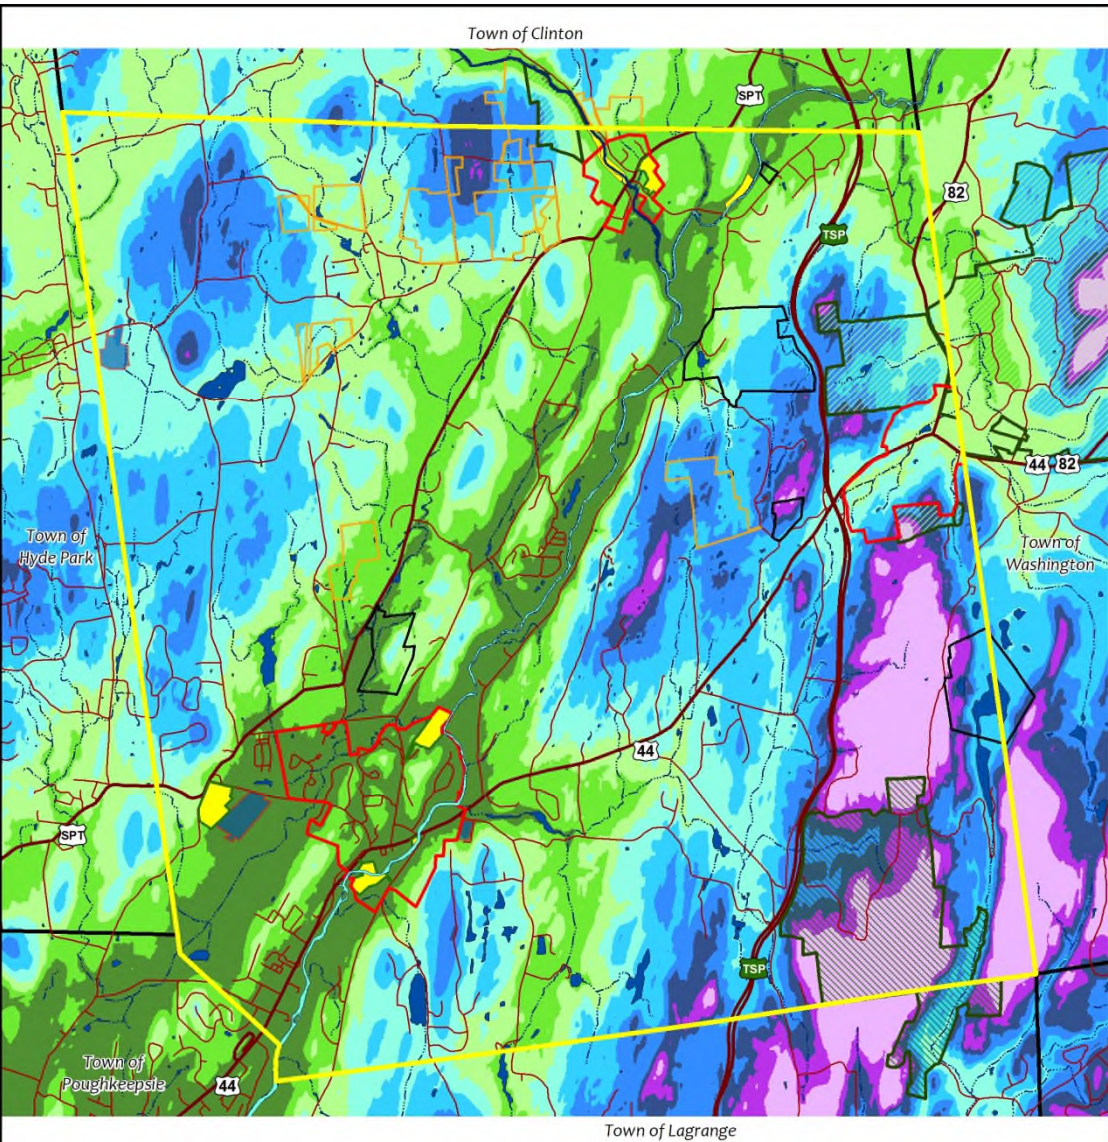 Town of Clinton
SPT
82
TSP
44 82
Town of
Hyde Park
Town of
Washington
44
SPT
TSP
Town of
Poughkeepsie
44
Town of Lagrange